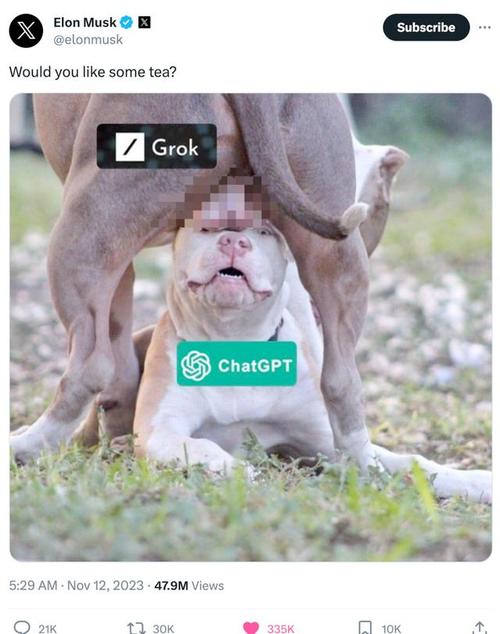 Elon Musk
@elonmusk
Subscribe
Would you like some tea?
Grok
ChatGPT
5:29 AM · Nov 12, 2023 · 47.9M Views
21K 30K 335K 10K